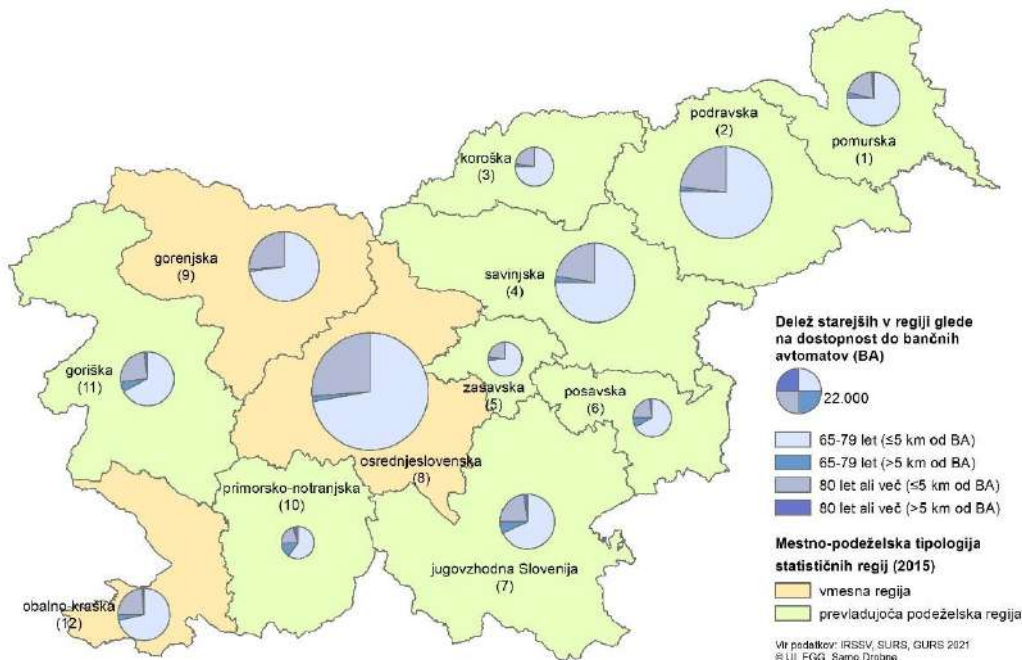 podravska
(2)
pomurska
(1)
koroška
(3)
gorenjska
(9)
savinjska
(4)
goriška
(11)
zasavska
(5)
posavska
(6)
osrednjeslovenska
(8)
primorsko-notranjska
(10)
jugovzhodna Slovenija
(7)
obalno-kraška
(12)
Delež starejših v regiji glede
na dostopnost do bančnih
avtomatov (BA)
22.000
65-79 let (≤5 km od BA)
65-79 let (>5 km od BA)
80 let ali več (≤5 km od BA)
80 let ali več (>5 km od BA)
Mestno-podeželska tipologija
statističnih regij (2015)
vmesna regija
prevladujoča podeželska regija
Vir podatkov: IRSSV, SURS, GURS 2021
© UL FGG, Samo Drobne